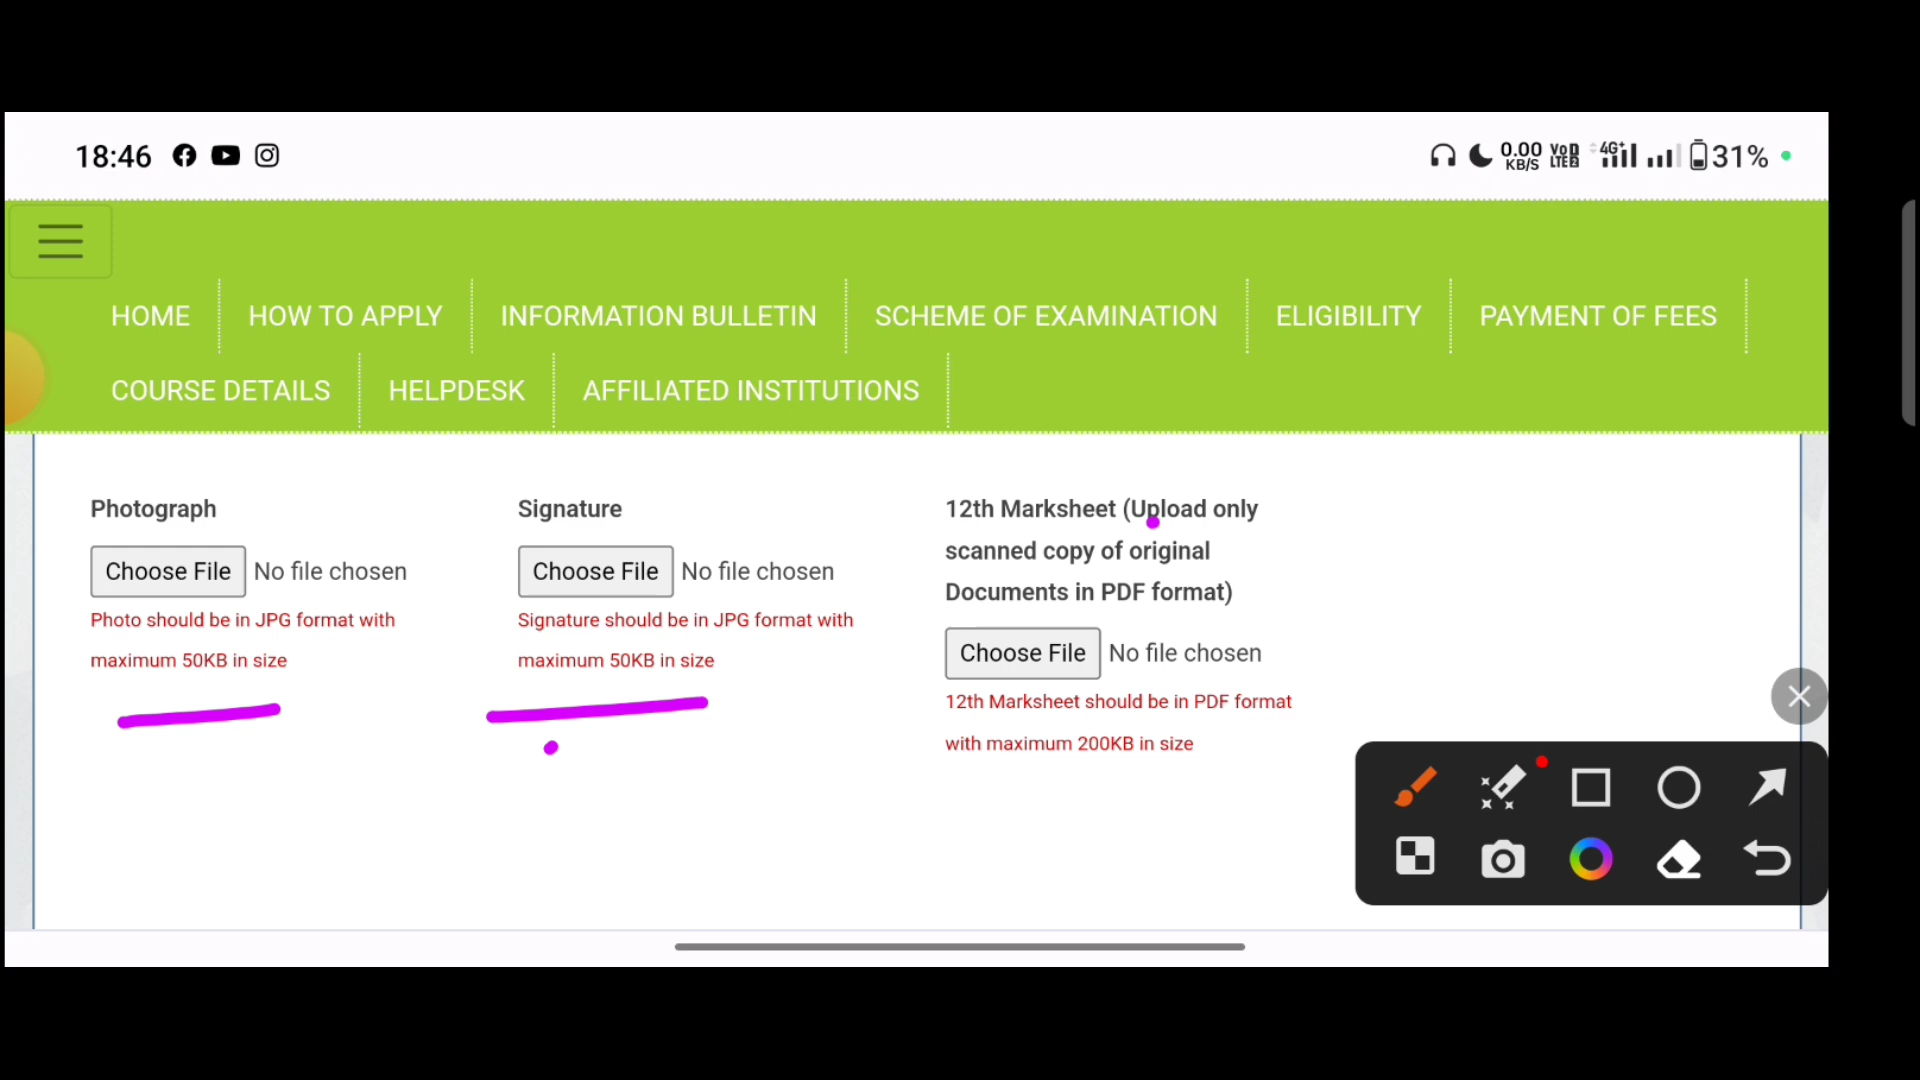 18:46
0.00 KB/S VoD LTE2 4G+ 31%
HOME HOW TO APPLY INFORMATION BULLETIN SCHEME OF EXAMINATION ELIGIBILITY PAYMENT OF FEES
COURSE DETAILS HELPDESK AFFILIATED INSTITUTIONS
Photograph
Choose File No file chosen
Photo should be in JPG format with
maximum 50KB in size
Signature
Choose File No file chosen
Signature should be in JPG format with
maximum 50KB in size
12th Marksheet (Upload only
scanned copy of original
Documents in PDF format)
Choose File No file chosen
12th Marksheet should be in PDF format
with maximum 200KB in size